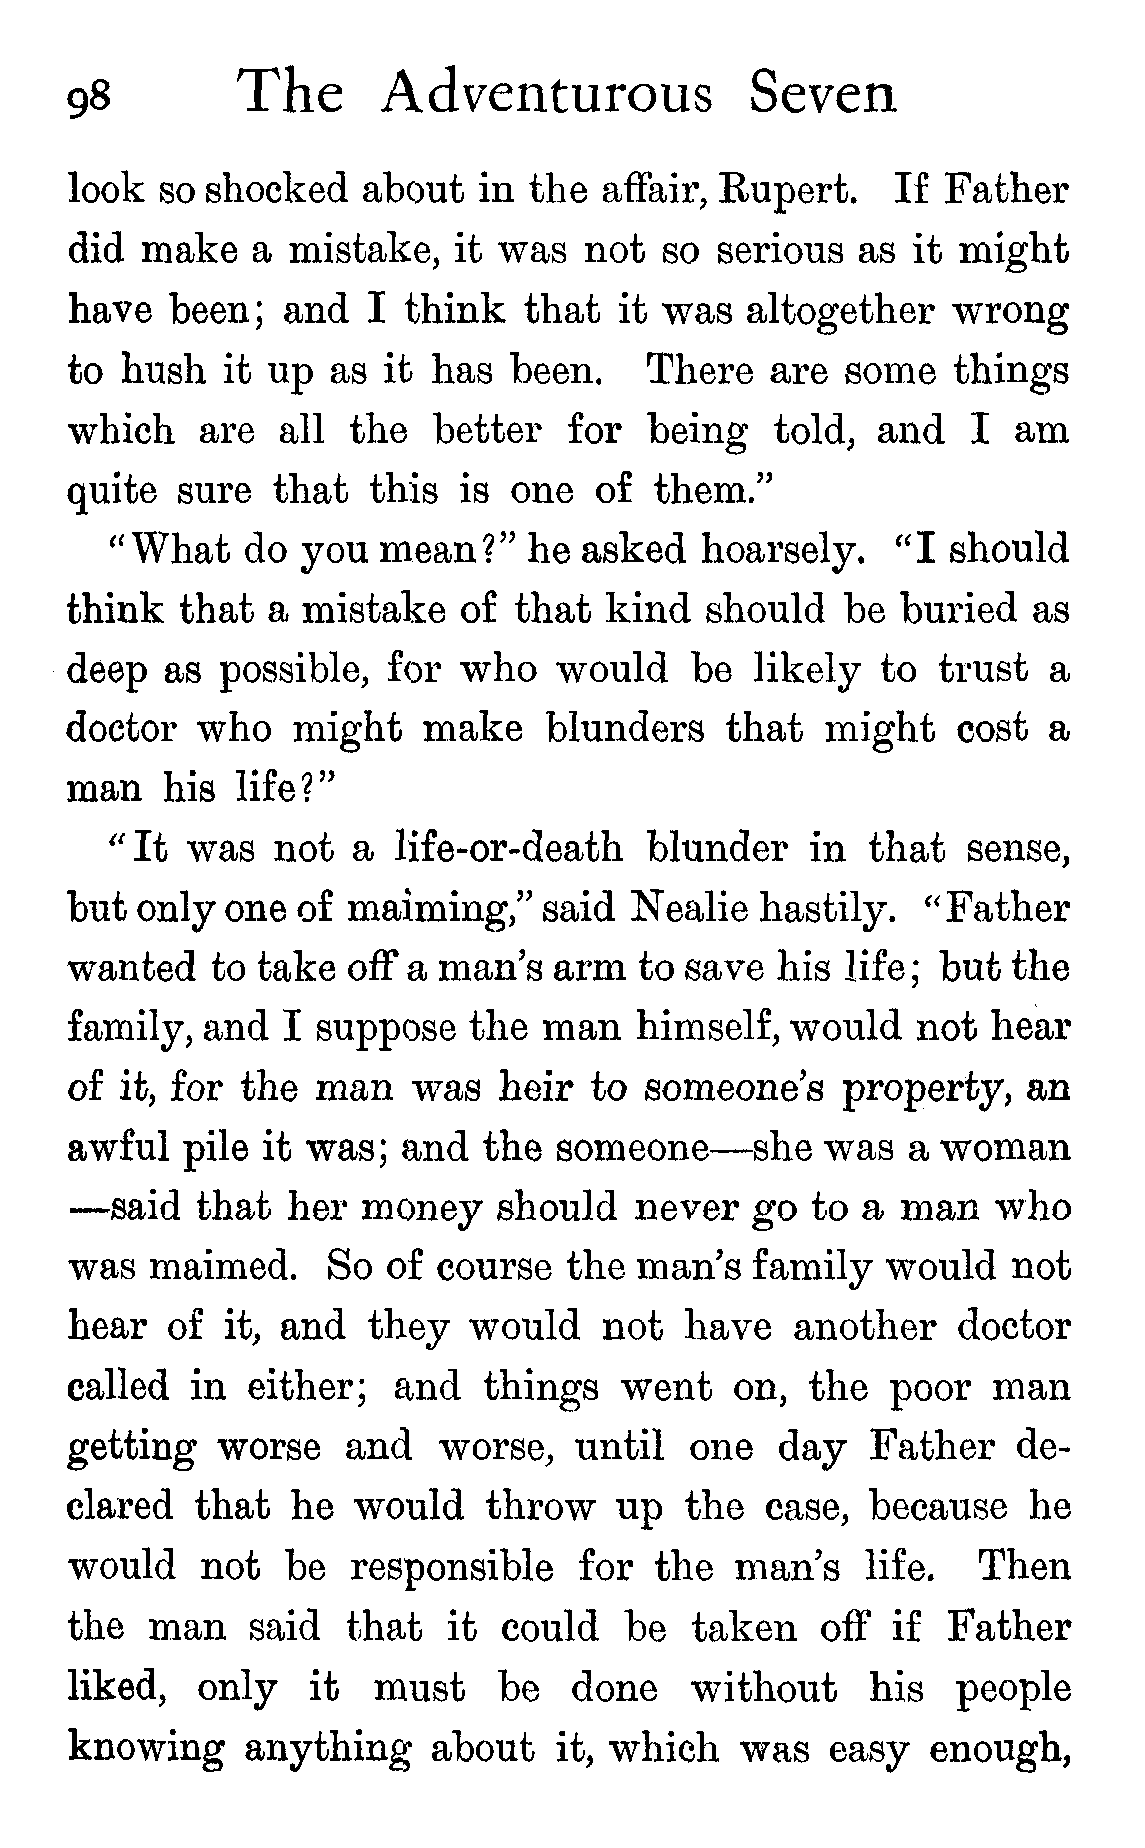 98 The Adventurous Seven
look so shocked about in the affair, Rupert. If Father
did make a mistake, it was not so serious as it might
have been; and I think that it was altogether wrong
to hush it up as it has been. There are some things
which are all the better for being told, and I am
quite sure that this is one of them.”
“What do you mean?” he asked hoarsely. “I should
think that a mistake of that kind should be buried as
deep as possible, for who would be likely to trust a
doctor who might make blunders that might cost a
man his life?”
“It was not a life-or-death blunder in that sense,
but only one of maiming,” said Nealie hastily. “Father
wanted to take off a man’s arm to save his life; but the
family, and I suppose the man himself, would not hear
of it, for the man was heir to someone’s property, an
awful pile it was; and the someone—she was a woman
—said that her money should never go to a man who
was maimed. So of course the man’s family would not
hear of it, and they would not have another doctor
called in either; and things went on, the poor man
getting worse and worse, until one day Father de-
clared that he would throw up the case, because he
would not be responsible for the man’s life. Then
the man said that it could be taken off if Father
liked, only it must be done without his people
knowing anything about it, which was easy enough,